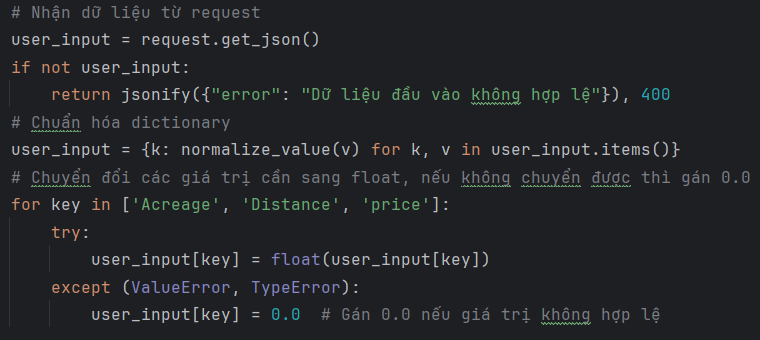 # Nhận dữ liệu từ request
user_input = request.get_json()
if not user_input:
    return jsonify({"error": "Dữ liệu đầu vào không hợp lệ"}), 400
# Chuẩn hóa dictionary
user_input = {k: normalize_value(v) for k, v in user_input.items()}
# Chuyển đổi các giá trị cần sang float, nếu không chuyển được thì gán 0.0
for key in ['Acreage', 'Distance', 'price']:
    try:
        user_input[key] = float(user_input[key])
    except (ValueError, TypeError):
        user_input[key] = 0.0  # Gán 0.0 nếu giá trị không hợp lệ